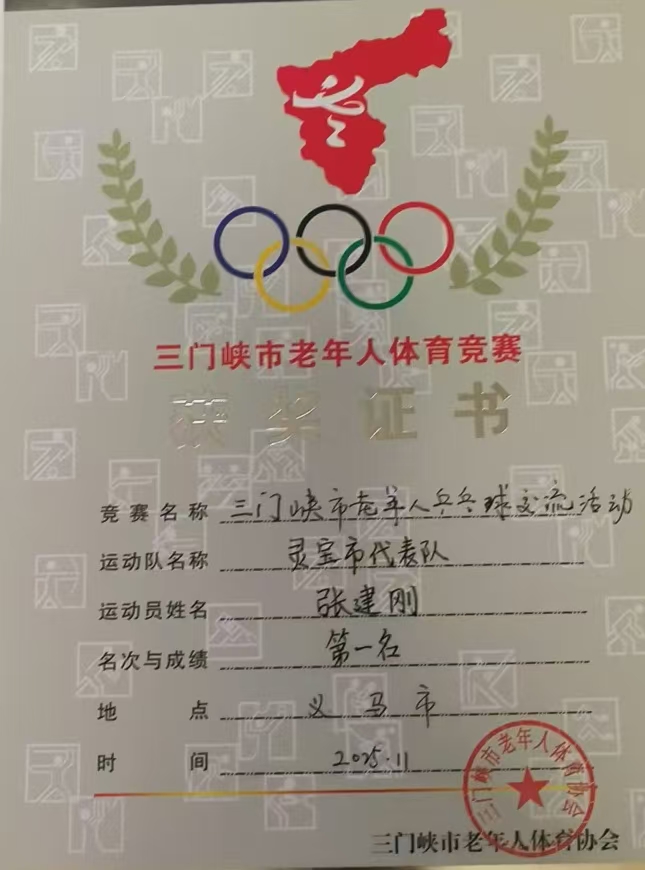 三门峡市老年人体育竞赛
获奖证书
竞赛名称 三门峡市老年人乒乓球交流活动
运动队名称 灵宝市代表队
运动员姓名 张建刚
名次与成绩 第一名
地点 义马市
时间 2025.11
三门峡市老年人体育协会
三门峡市老年人体育协会